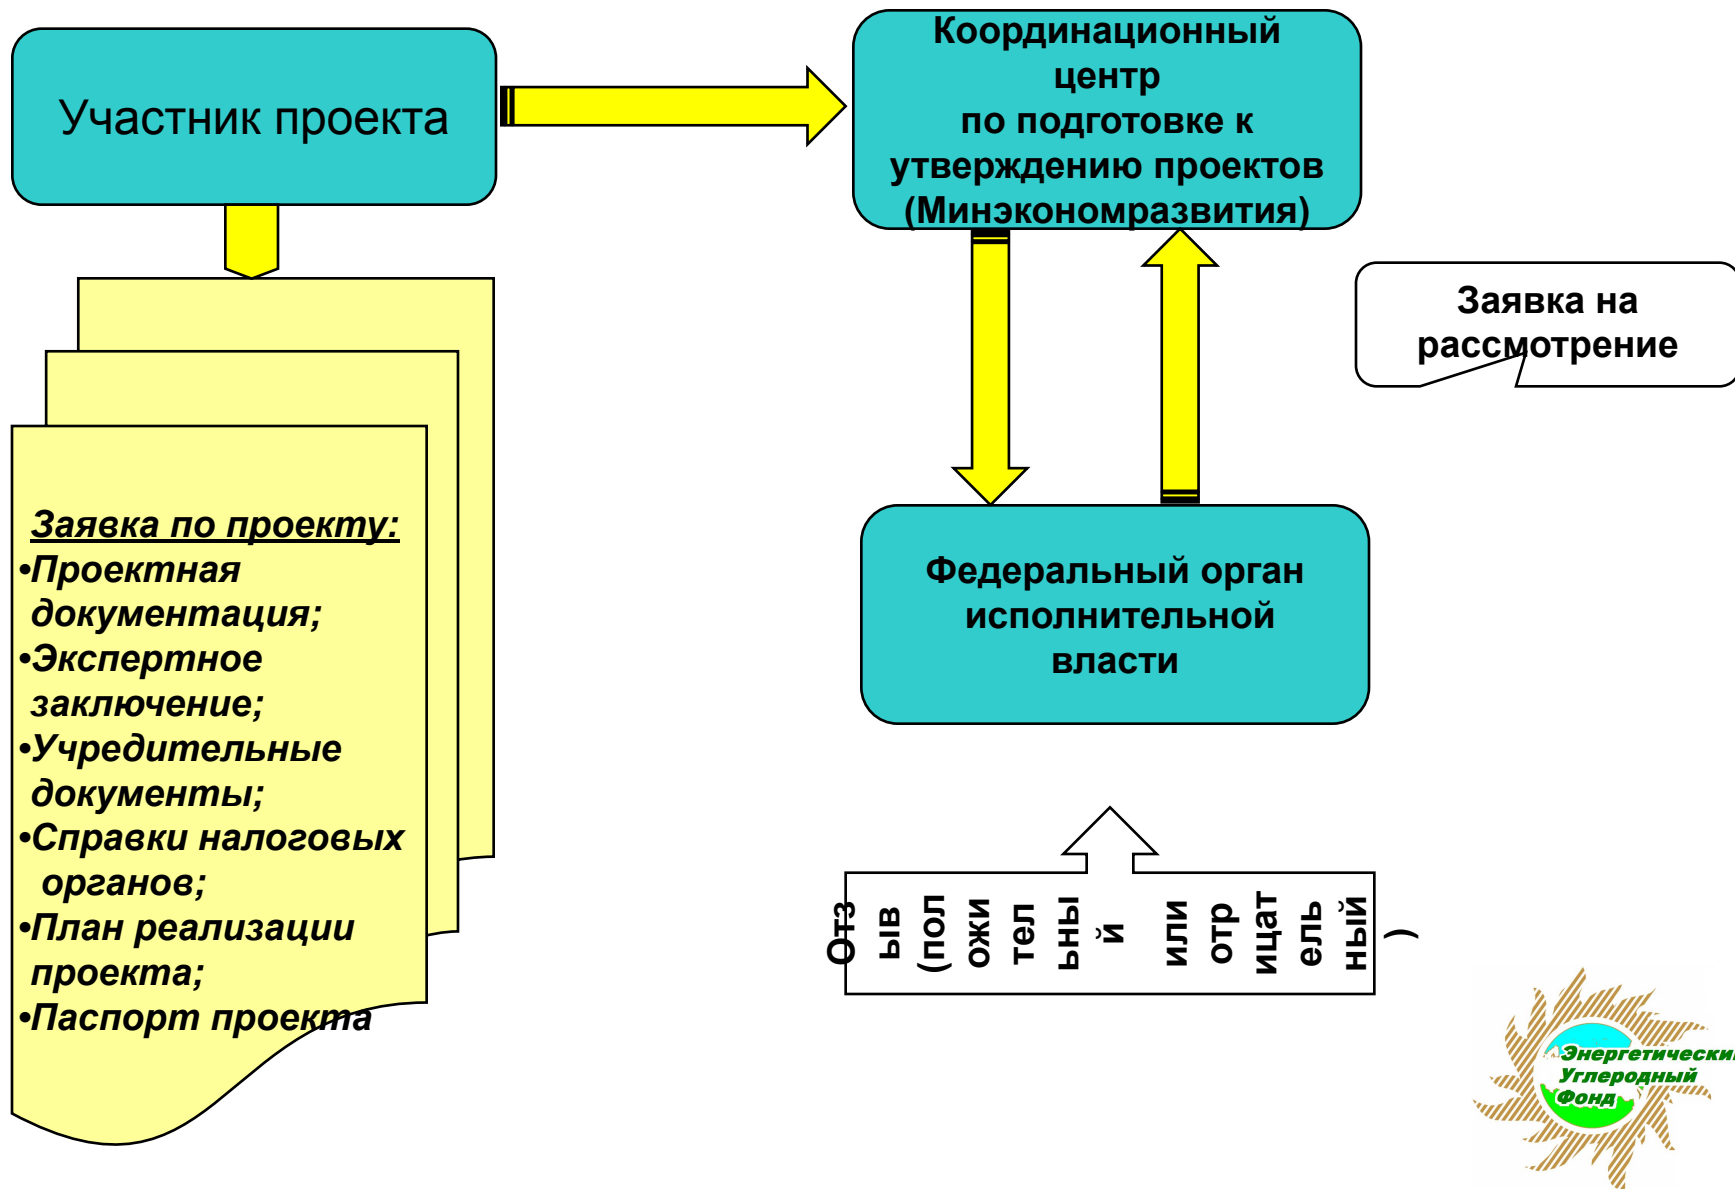 Участник проекта
Координационный
центр
по подготовке к
утверждению проектов
(Минэкономразвития)
Заявка на
рассмотрение
Заявка по проекту:
•Проектная
документация;
•Экспертное
заключение;
•Учредительные
документы;
•Справки налоговых
органов;
•План реализации
проекта;
•Паспорт проекта
Федеральный орган
исполнительной
власти
Отз
ыв
(пол
ожи
тел
ьны
й
или
отр
ицат
ель
ный
)
Энергетический
Углеродный
Фонд